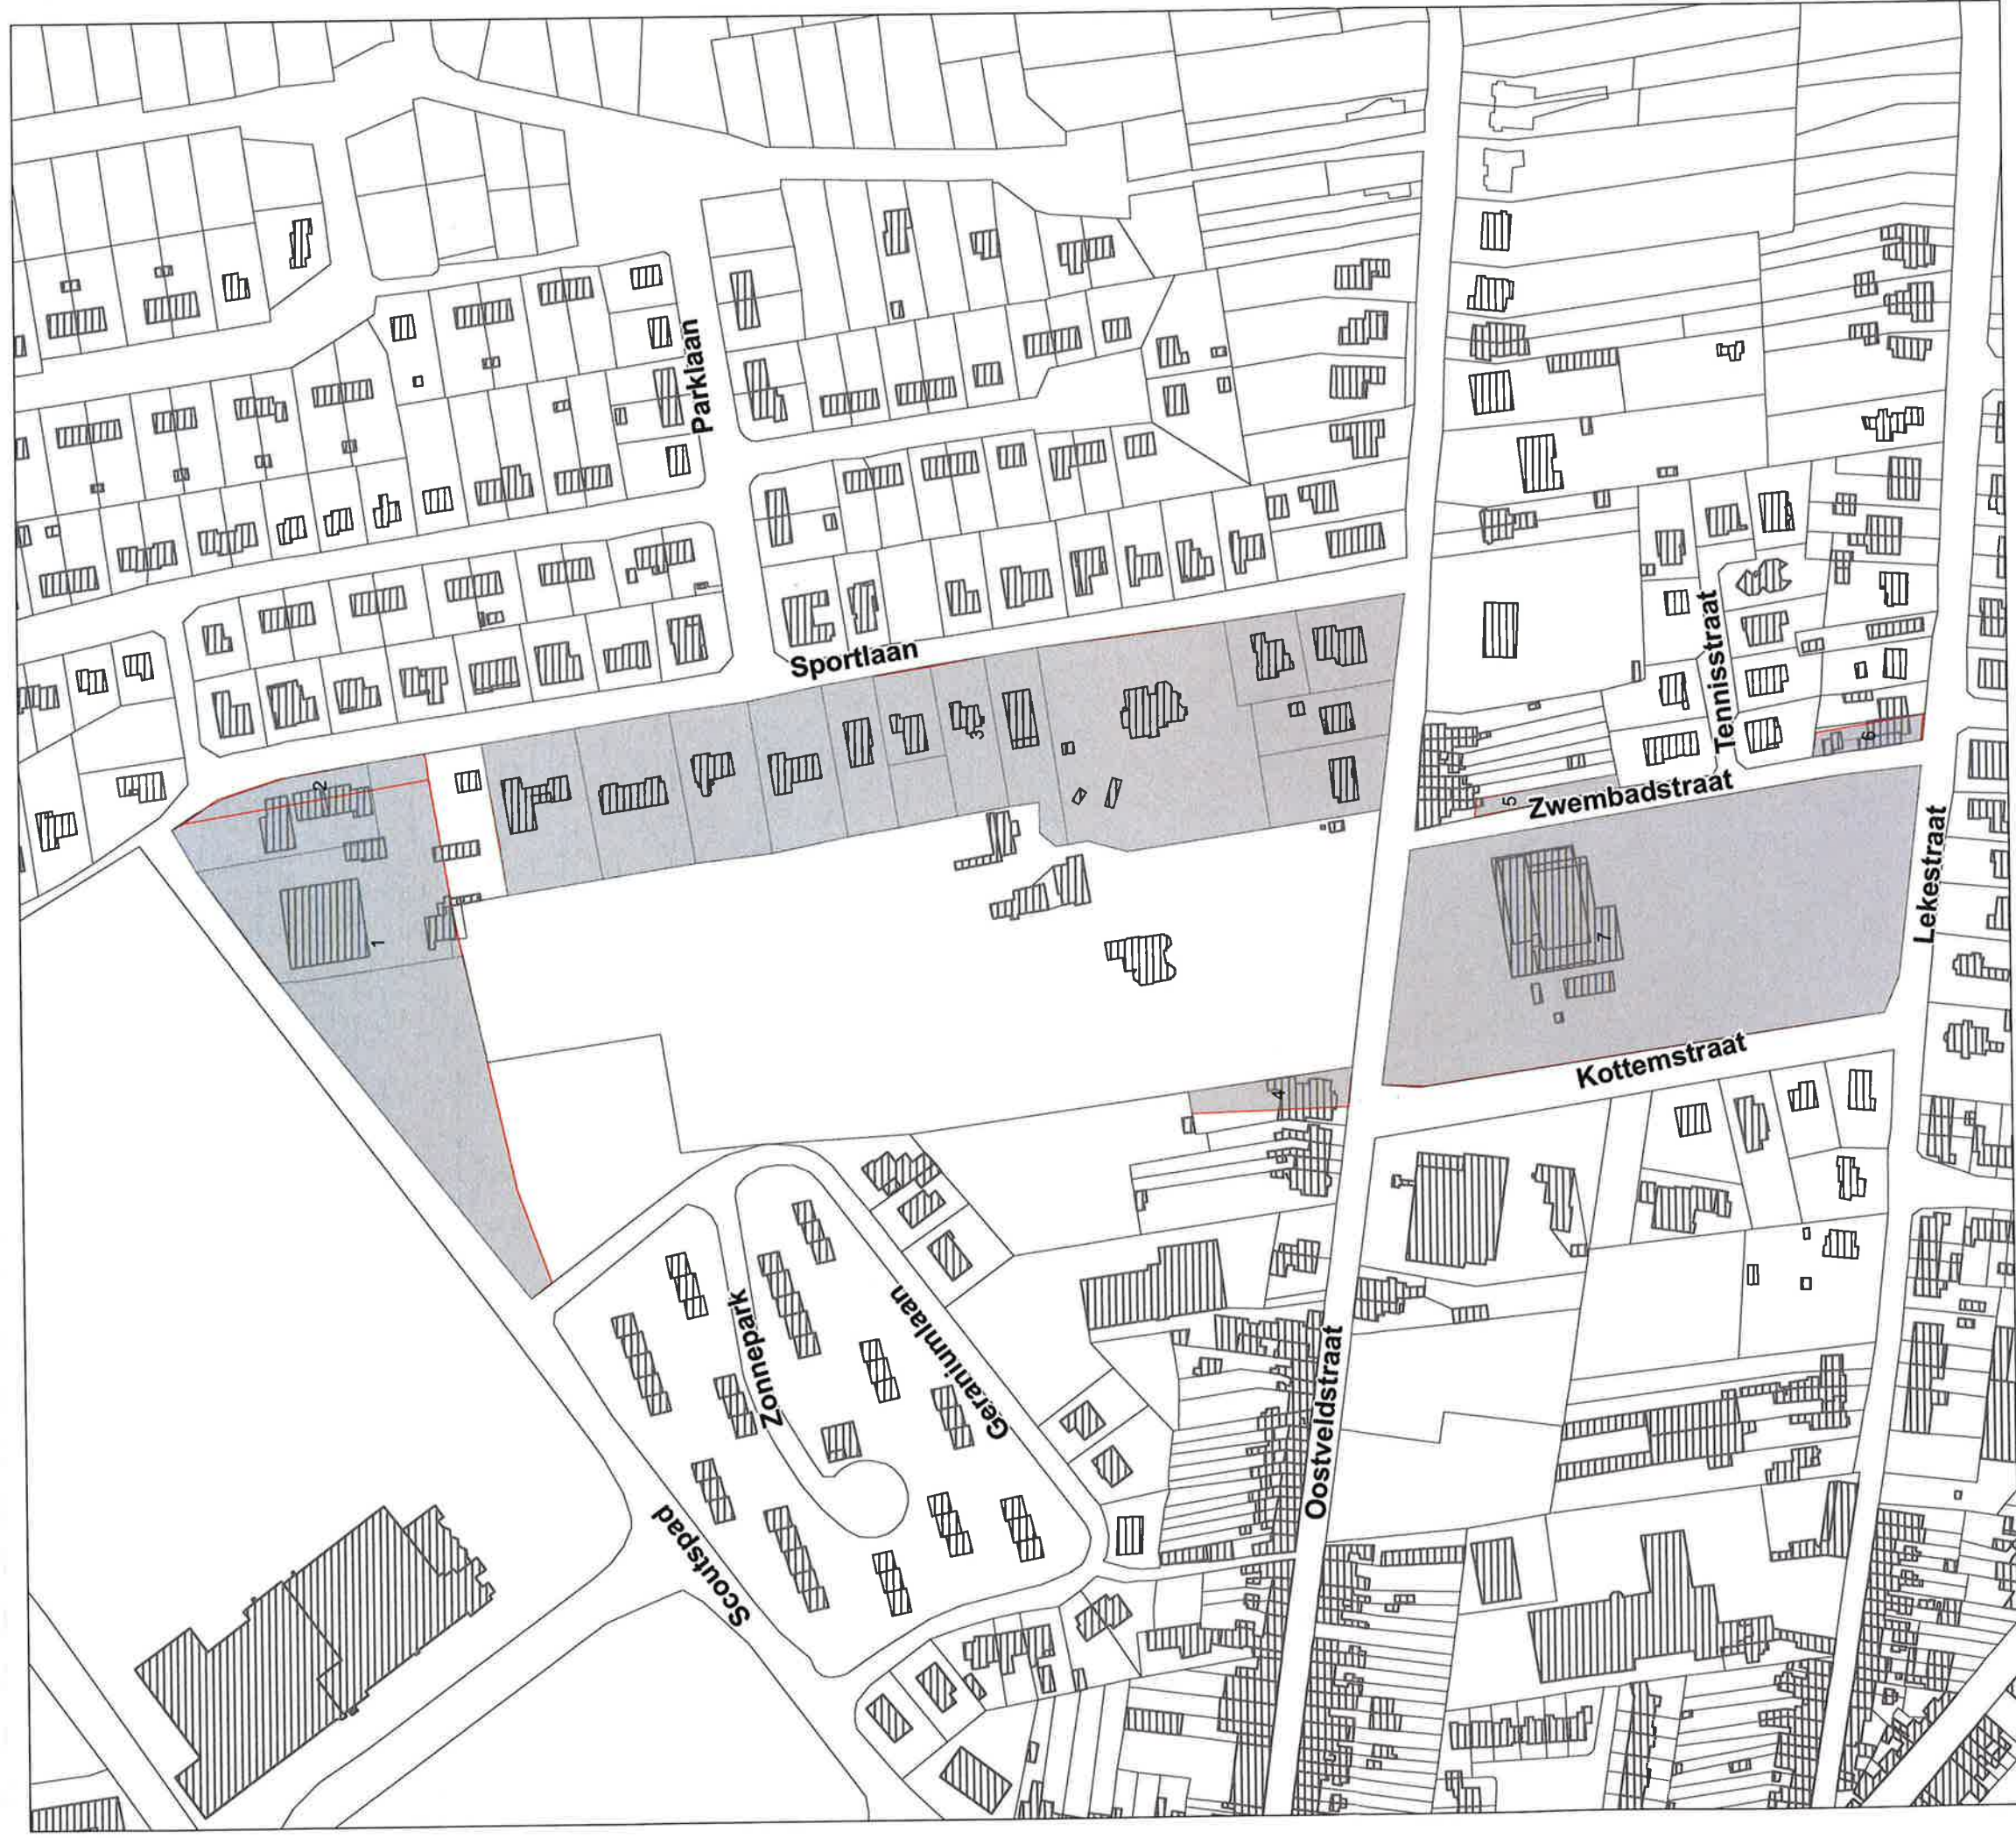 Parklaan
Sportlaan
2
3
1
Tennisstraat
6
5
Zwembadstraat
Lekestraat
7
Kottemstraat
4
Zonnepark
Geraniumlaan
Oostveldstraat
Scoutspad